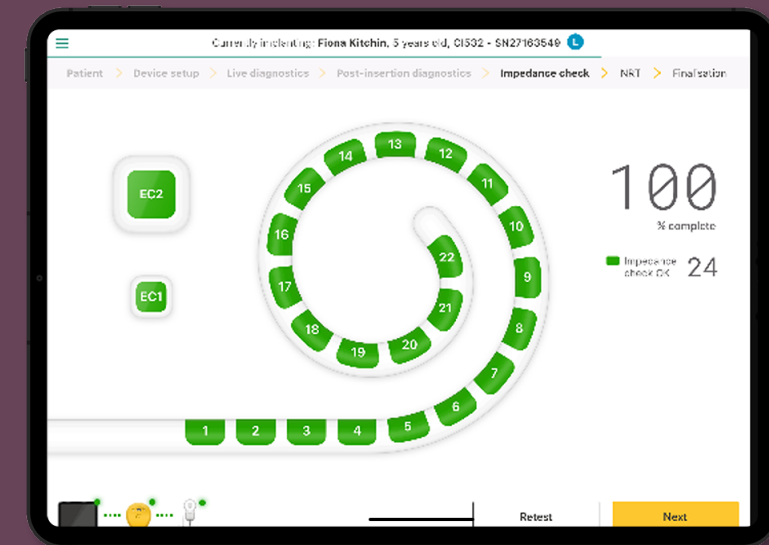 Currently implanting: Fiona Kitchin, 5 years old, CI532 - SN27163549 L
Patient > Device setup > Live diagnostics > Post-insertion diagnostics > Impedance check > NRT > Finalisation
EC2
EC1
1
2
3
4
5
6
7
8
9
10
11
12
13
14
15
16
17
18
19
20
21
22
100
% complete
Impedance
check OK
24
Retest
Next